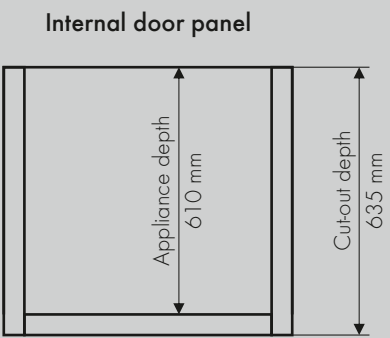 Internal door panel
Appliance depth
610 mm
Cut-out depth
635 mm